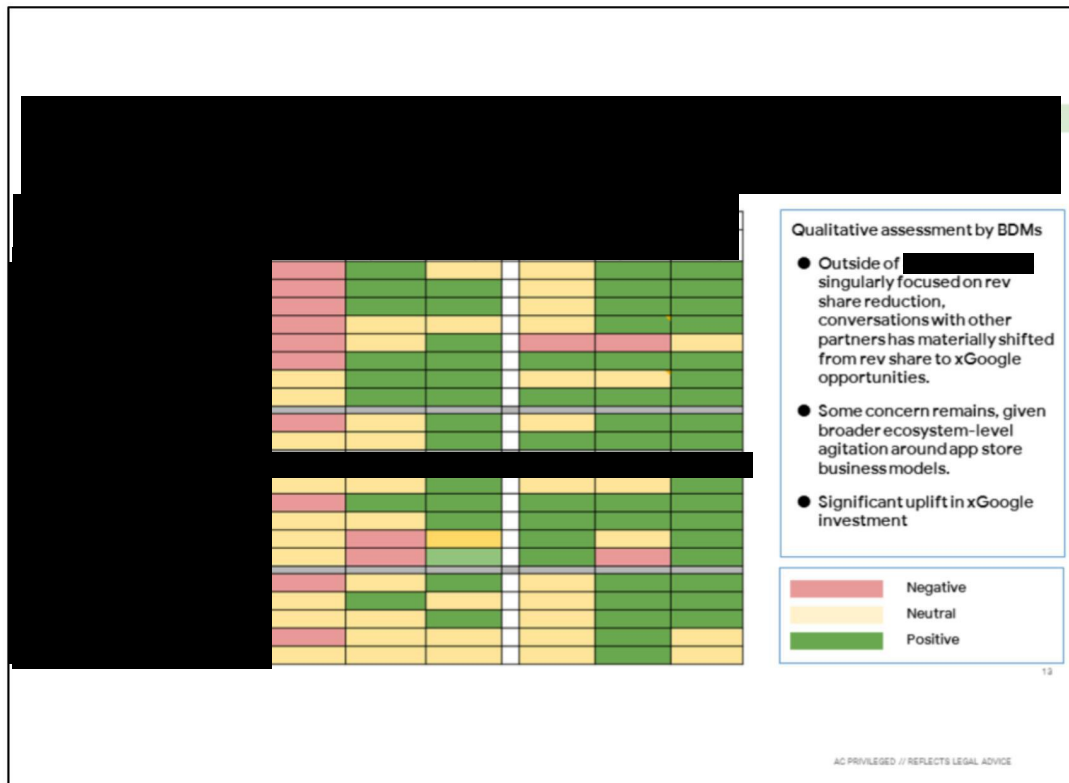 Qualitative assessment by BDMs
● Outside of
singularly focused on rev
share reduction,
conversations with other
partners has materially shifted
from rev share to xGoogle
opportunities.
● Some concern remains, given
broader ecosystem-level
agitation around app store
business models.
● Significant uplift in xGoogle
investment
Negative
Neutral
Positive
13
AC PRIVILEGED // REFLECTS LEGAL ADVICE